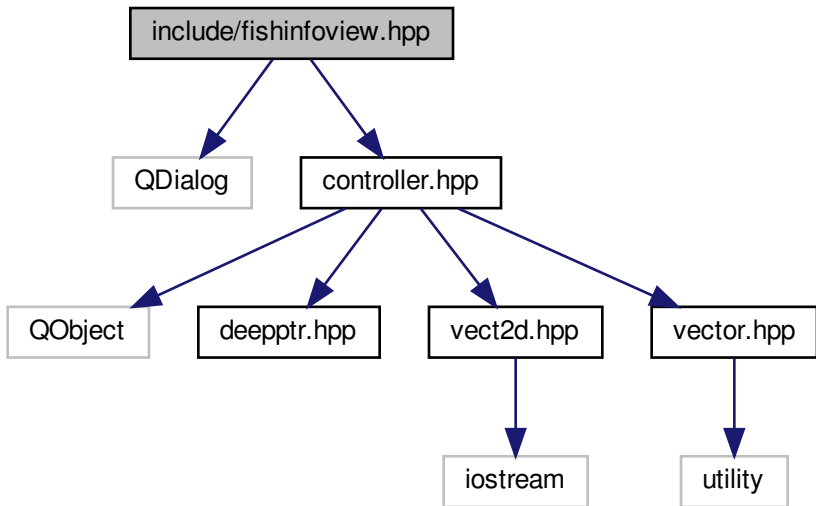 include/fishinfoview.hpp
QDialog
controller.hpp
QObject
deepptr.hpp
vect2d.hpp
vector.hpp
iostream
utility